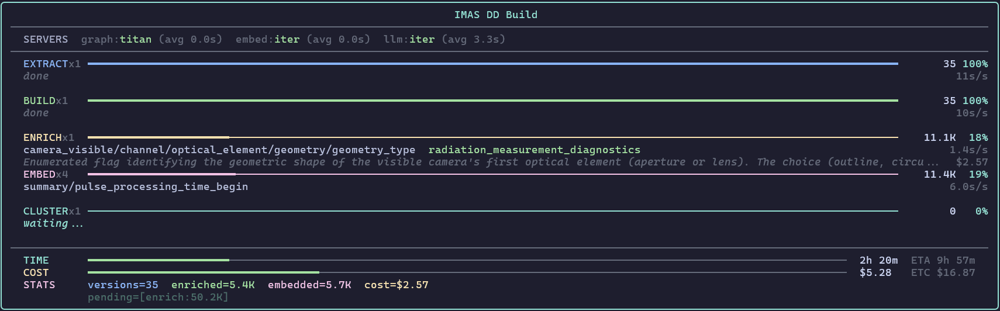 IMAS DD Build
SERVERS graph:titan (avg 0.0s) embed:iter (avg 0.0s) llm:iter (avg 3.3s)
EXTRACTx1 35 100%
done 11s/s
BUILDx1 35 100%
done 10s/s
ENRICHx1 11.1K 18%
camera_visible/channel/optical_element/geometry/geometry_type radiation_measurement_diagnostics 1.4s/s
Enumerated flag identifying the geometric shape of the visible camera's first optical element (aperture or lens). The choice (outline, circu... $2.57
EMBEDx4 11.4K 19%
summary/pulse_processing_time_begin 6.0s/s
CLUSTERx1 0 0%
waiting...
TIME 2h 20m ETA 9h 57m
COST $5.28 ETC $16.87
STATS versions=35 enriched=5.4K embedded=5.7K cost=$2.57
pending=[enrich:50.2K]